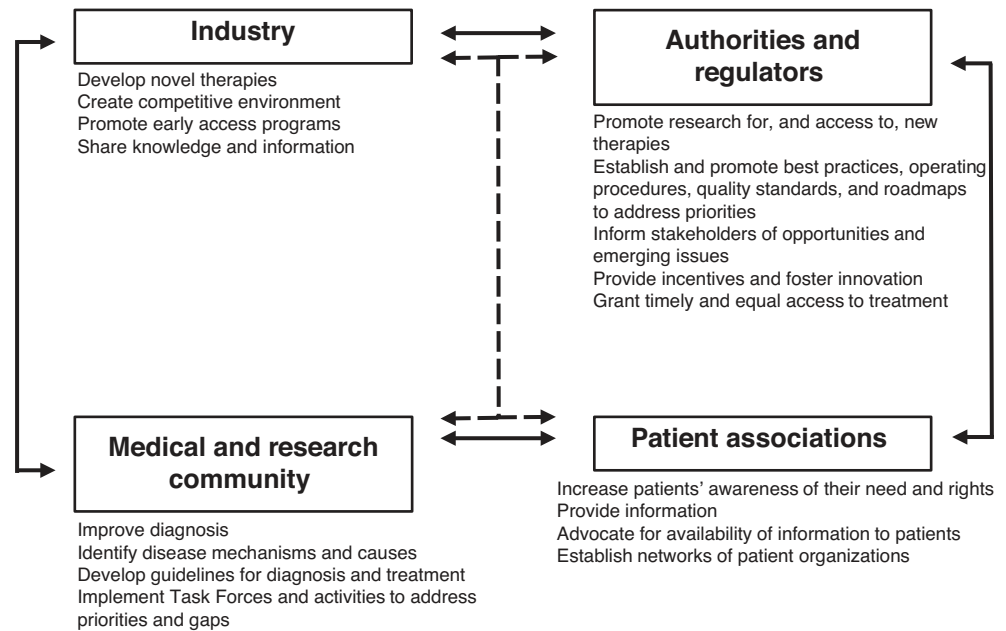 Industry
Develop novel therapies
Create competitive environment
Promote early access programs
Share knowledge and information
Authorities and
regulators
Promote research for, and access to, new
therapies
Establish and promote best practices, operating
procedures, quality standards, and roadmaps
to address priorities
Inform stakeholders of opportunities and
emerging issues
Provide incentives and foster innovation
Grant timely and equal access to treatment
Medical and research
community
Improve diagnosis
Identify disease mechanisms and causes
Develop guidelines for diagnosis and treatment
Implement Task Forces and activities to address
priorities and gaps
Patient associations
Increase patients’ awareness of their need and rights
Provide information
Advocate for availability of information to patients
Establish networks of patient organizations